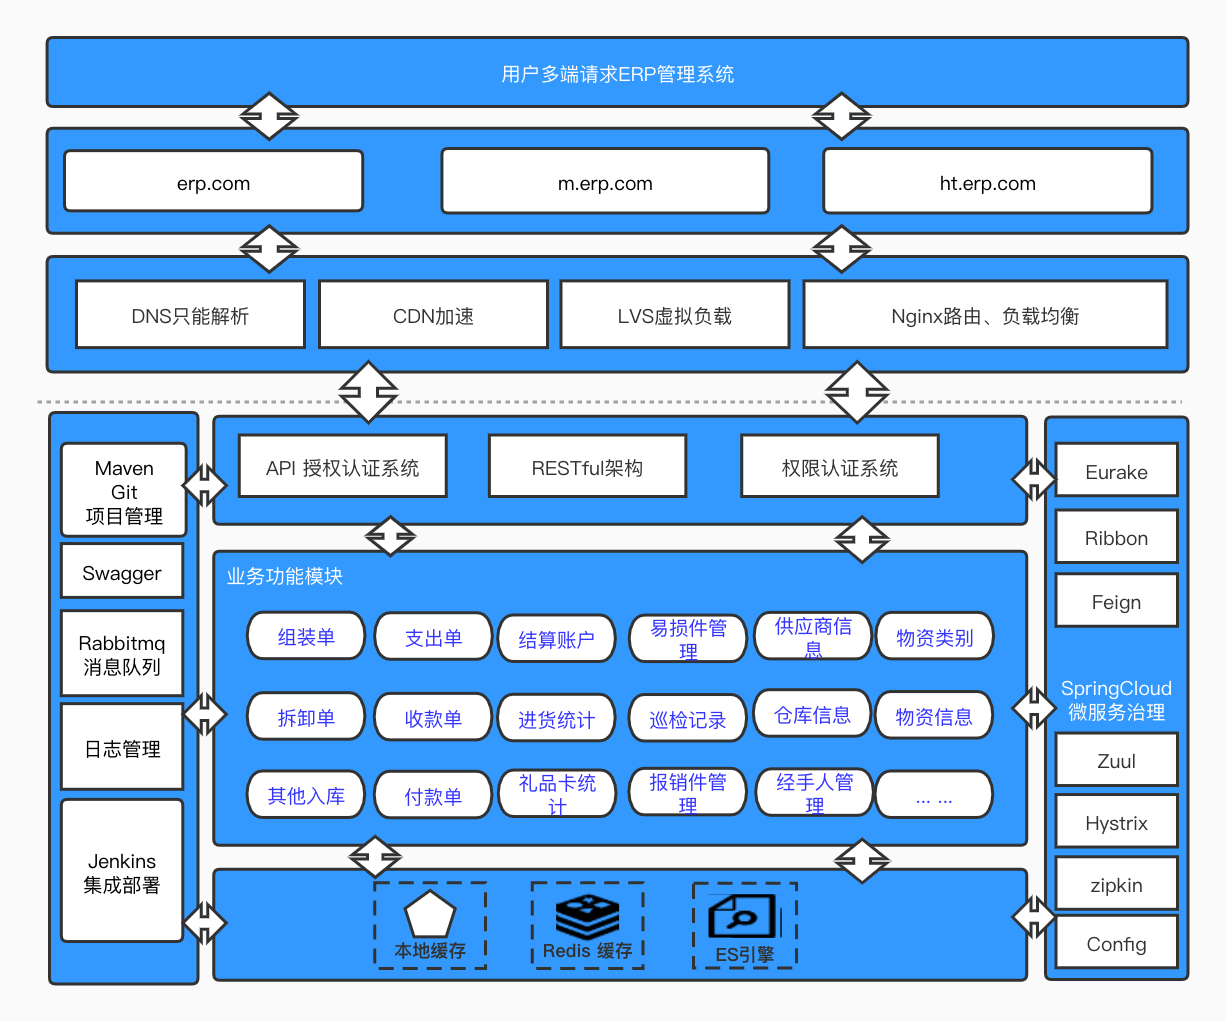 用户多端请求ERP管理系统
erp.com
m.erp.com
ht.erp.com
DNS只能解析
CDN加速
LVS虚拟负载
Nginx路由、负载均衡
Maven
Git
项目管理
Swagger
Rabbitmq
消息队列
日志管理
Jenkins
集成部署
API 授权认证系统
RESTful架构
权限认证系统
业务功能模块
组装单
支出单
结算账户
易损件管
理
供应商信
息
物资类别
拆卸单
收款单
进货统计
巡检记录
仓库信息
物资信息
其他入库
付款单
礼品卡统
计
报销件管
理
经手人管
理
... ...
本地缓存
Redis 缓存
ES引擎
Eurake
Ribbon
Feign
SpringCloud
微服务治理
Zuul
Hystrix
zipkin
Config